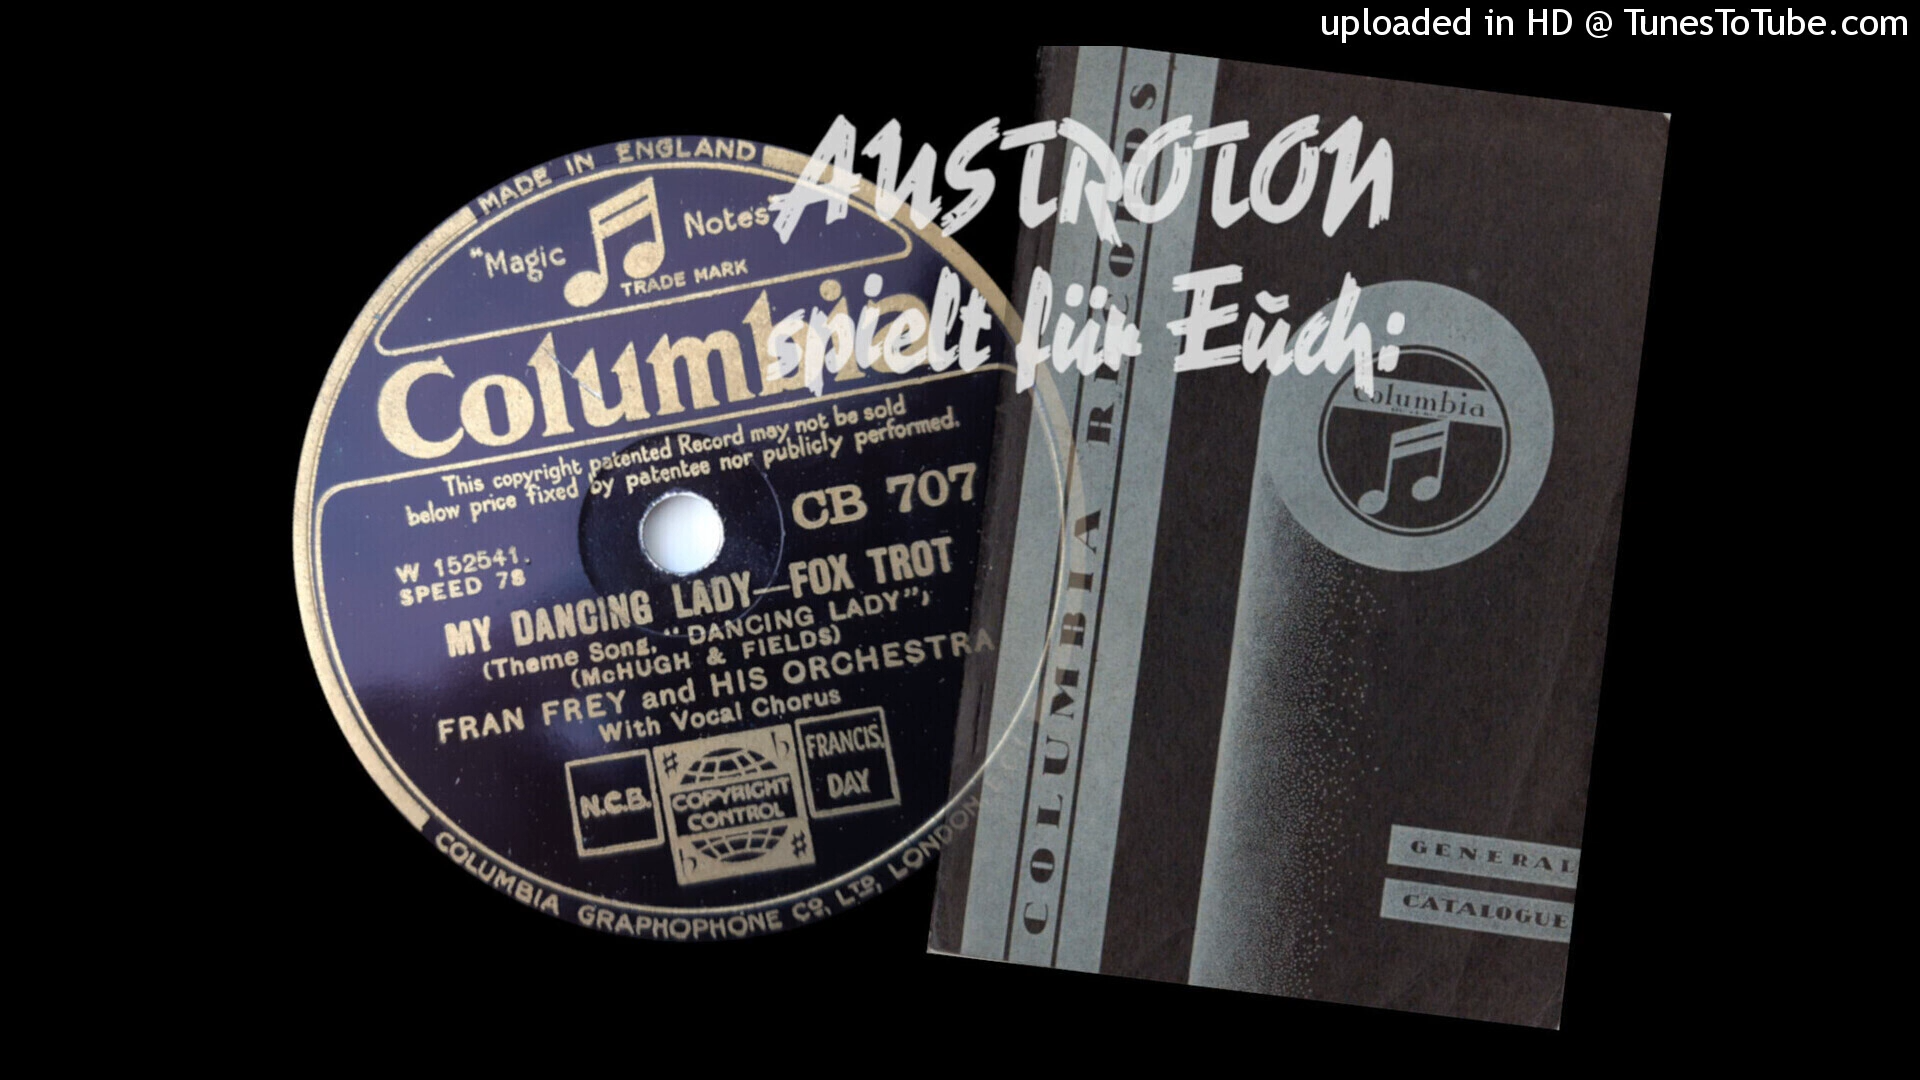 uploaded in HD @ TunesToTube.com
AUSTROTON
spielt für Euch:
MADE IN ENGLAND
"Magic Notes"
TRADE MARK
Columbia
This copyright patented Record may not be sold
below price fixed by patentee nor publicly performed.
CB 707
W 152541.
SPEED 78
MY DANCING LADY—FOX TROT
(Theme Song, "DANCING LADY",
(McHUGH & FIELDS)
FRAN FREY and HIS ORCHESTRA
With Vocal Chorus
N.C.B.
COPYRIGHT
CONTROL
FRANCIS.
DAY
COLUMBIA GRAPHOPHONE CO, LTD, LONDON
COLUMBIA RECORDS
Columbia
GENERAL
CATALOGUE